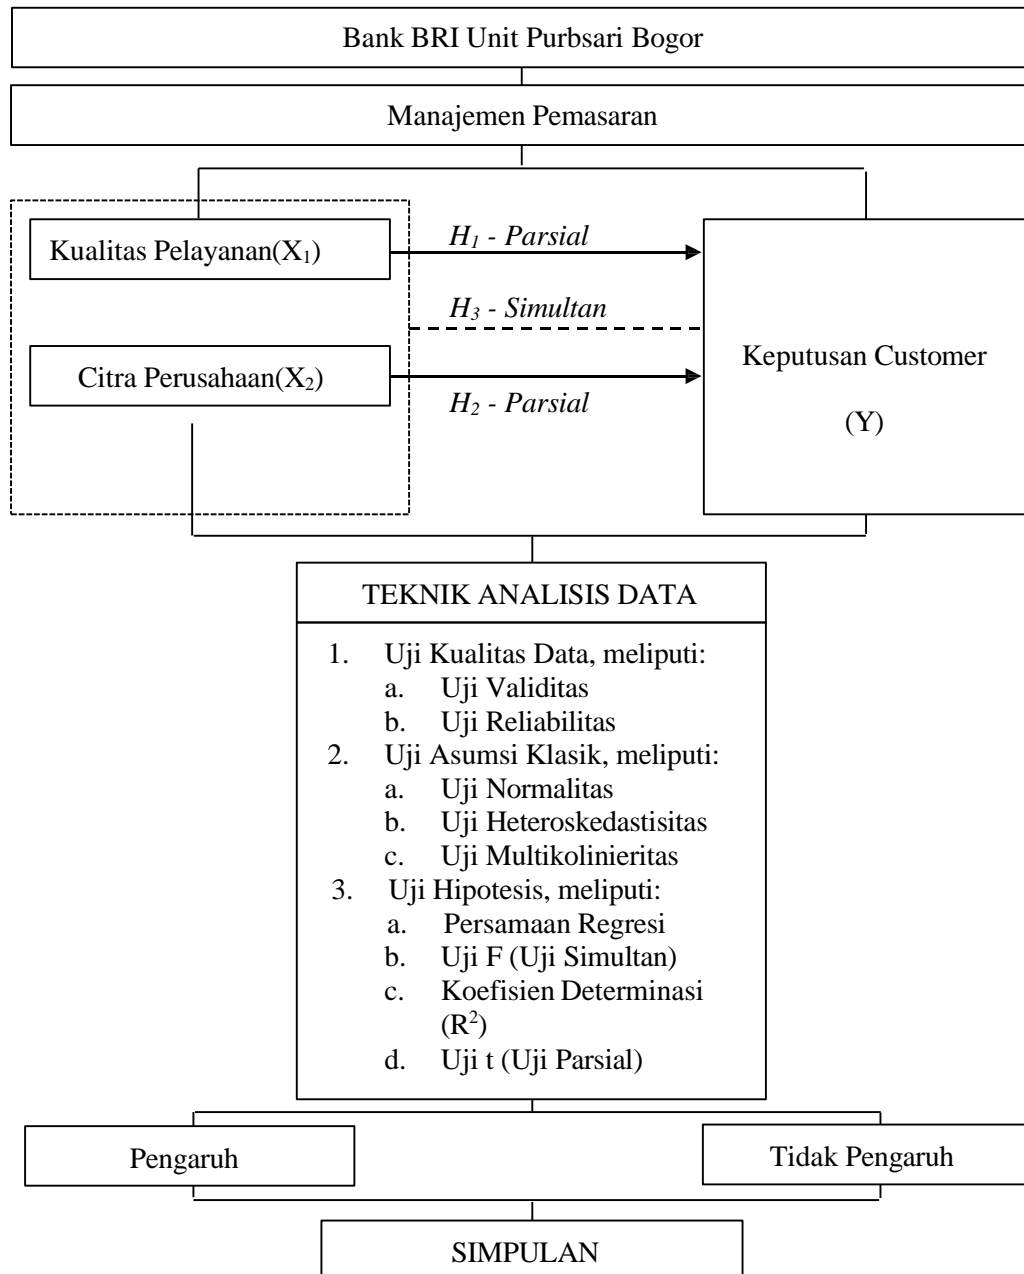 Bank BRI Unit Purbsari Bogor
Manajemen Pemasaran
Kualitas Pelayanan(X₁)
H₁ - Parsial
H₃ - Simultan
Citra Perusahaan(X₂)
H₂ - Parsial
Keputusan Customer
(Y)
TEKNIK ANALISIS DATA
1. Uji Kualitas Data, meliputi:
a. Uji Validitas
b. Uji Reliabilitas
2. Uji Asumsi Klasik, meliputi:
a. Uji Normalitas
b. Uji Heteroskedastisitas
c. Uji Multikolinieritas
3. Uji Hipotesis, meliputi:
a. Persamaan Regresi
b. Uji F (Uji Simultan)
c. Koefisien Determinasi
(R²)
d. Uji t (Uji Parsial)
Pengaruh
Tidak Pengaruh
SIMPULAN